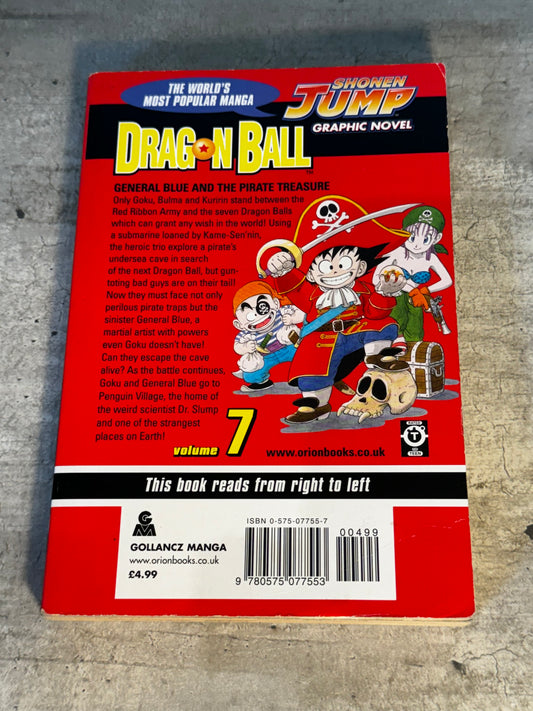 THE WORLD'S
MOST POPULAR MANGA
SHONEN
JUMP
GRAPHIC NOVEL
DRAGON BALL
TM
GENERAL BLUE AND THE PIRATE TREASURE
Only Goku, Bulma and Kuririn stand between the
Red Ribbon Army and the seven Dragon Balls
which can grant any wish in the world! Using
a submarine loaned by Kame-Sen'nin,
the heroic trio explore a pirate's
undersea cave in search
of the next Dragon Ball, but gun-
toting bad guys are on their tail!
Now they must face not only
perilous pirate traps but the
sinister General Blue, a
martial artist with powers
even Goku doesn't have!
Can they escape the cave
alive? As the battle continues,
Goku and General Blue go to
Penguin Village, the home of
the weird scientist Dr. Slump
and one of the strangest
places on Earth!
volume 7
www.orionbooks.co.uk
RATED
T
TEEN
This book reads from right to left
GM
GOLLANCZ MANGA
www.orionbooks.co.uk
£4.99
ISBN 0-575-07755-7
00499
9 780575 077553